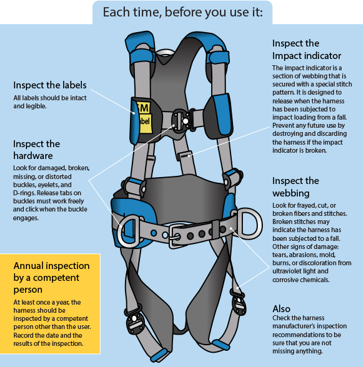 Each time, before you use it:
Inspect the labels
All labels should be intact
and legible.
Inspect the
hardware
Look for damaged, broken,
missing, or distorted
buckles, eyelets, and
D-rings. Release tabs on
buckles must work freely
and click when the buckle
engages.
Annual inspection
by a competent
person
At least once a year, the
harness should be
inspected by a competent
person other than the user.
Record the date and the
results of the inspection.
M
label
Inspect the
Impact indicator
The impact indicator is a
section of webbing that is
secured with a special stitch
pattern. It is designed to
release when the harness
has been subjected to
impact loading from a fall.
Prevent any future use by
destroying and discarding
the harness if the impact
indicator is broken.
Inspect the
webbing
Look for frayed, cut, or
broken fibers and stitches.
Broken stitches may
indicate the harness has
been subjected to a fall.
Other signs of damage:
tears, abrasions, mold,
burns, or discoloration from
ultraviolet light and
corrosive chemicals.
Also
Check the harness
manufacturer's inspection
recommendations to be
sure that you are not
missing anything.